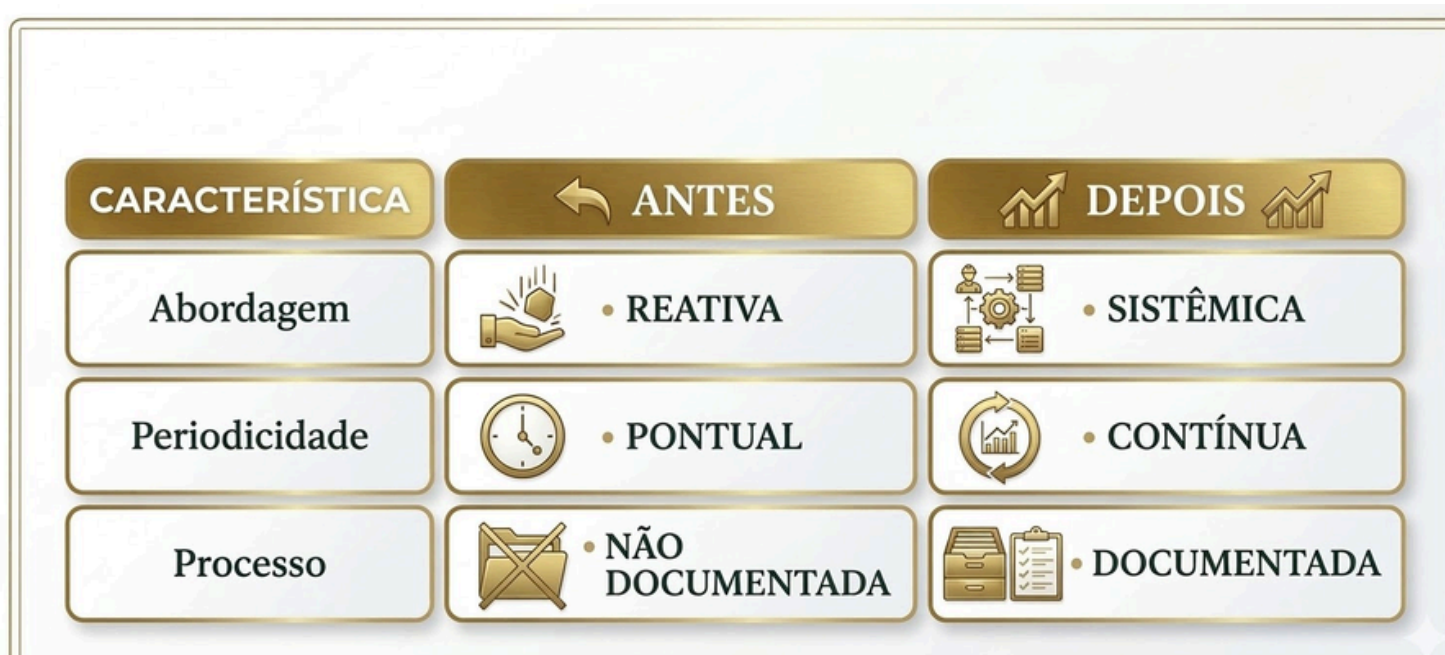 CARACTERÍSTICA
ANTES
DEPOIS
Abordagem
• REATIVA
• SISTÊMICA
Periodicidade
• PONTUAL
• CONTÍNUA
Processo
• NÃO
DOCUMENTADA
• DOCUMENTADA